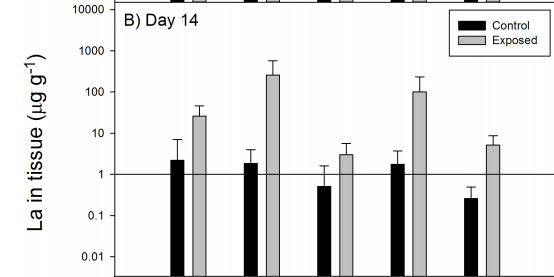 10000
B) Day 14
Control
Exposed
1000
100
10
1
0.1
0.01
La in tissue (μg g⁻¹)